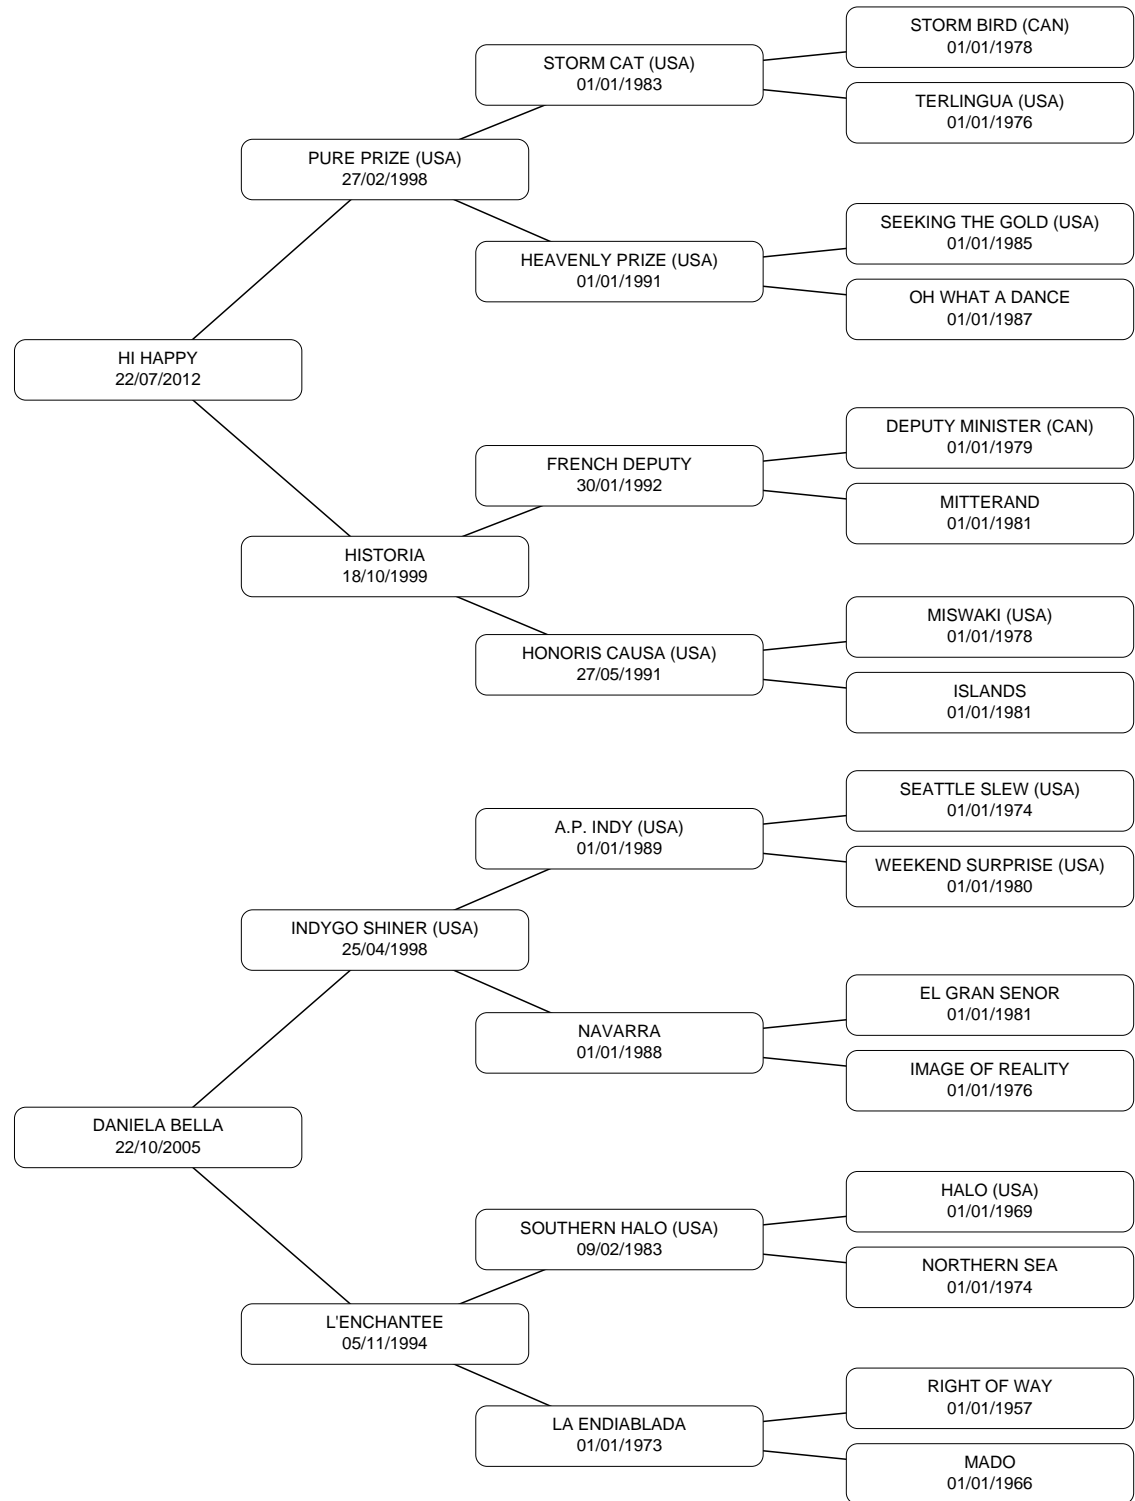 STORM BIRD (CAN)
01/01/1978
STORM CAT (USA)
01/01/1983
TERLINGUA (USA)
01/01/1976
PURE PRIZE (USA)
27/02/1998
SEEKING THE GOLD (USA)
01/01/1985
HEAVENLY PRIZE (USA)
01/01/1991
OH WHAT A DANCE
01/01/1987
HI HAPPY
22/07/2012
DEPUTY MINISTER (CAN)
01/01/1979
FRENCH DEPUTY
30/01/1992
MITTERAND
01/01/1981
HISTORIA
18/10/1999
MISWAKI (USA)
01/01/1978
HONORIS CAUSA (USA)
27/05/1991
ISLANDS
01/01/1981
SEATTLE SLEW (USA)
01/01/1974
A.P. INDY (USA)
01/01/1989
WEEKEND SURPRISE (USA)
01/01/1980
INDYGO SHINER (USA)
25/04/1998
EL GRAN SENOR
01/01/1981
NAVARRA
01/01/1988
IMAGE OF REALITY
01/01/1976
DANIELA BELLA
22/10/2005
HALO (USA)
01/01/1969
SOUTHERN HALO (USA)
09/02/1983
NORTHERN SEA
01/01/1974
L'ENCHANTEE
05/11/1994
RIGHT OF WAY
01/01/1957
LA ENDIABLADA
01/01/1973
MADO
01/01/1966